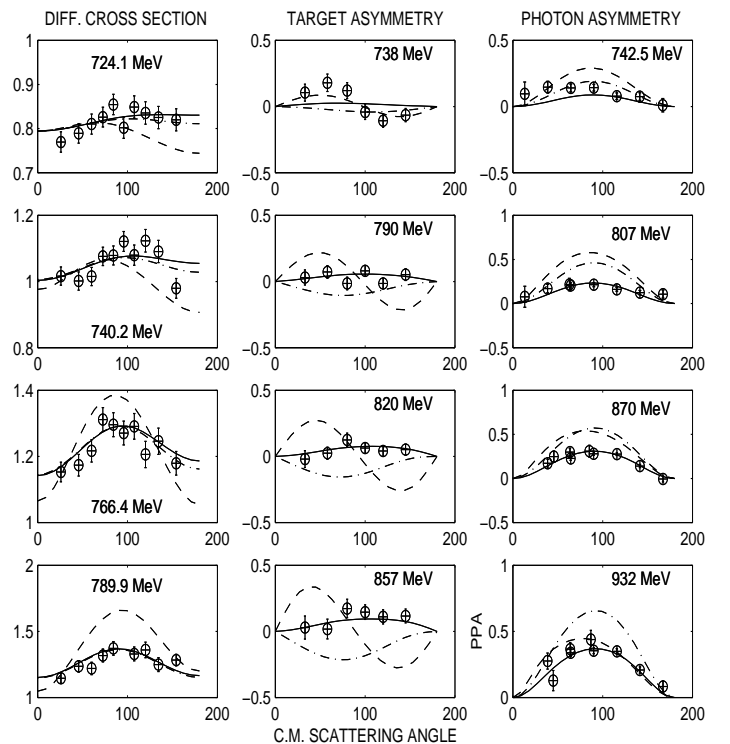 DIFF. CROSS SECTION TARGET ASYMMETRY PHOTON ASYMMETRY
1 0.5 0.5
724.1 MeV 738 MeV 742.5 MeV
0.9
0 0
0.8
0.7 -0.5 -0.5
0 100 200 0 100 200 0 100 200
1.2 0.5 1
790 MeV 807 MeV
0.5
1 0
0
740.2 MeV
0.8 -0.5 -0.5
0 100 200 0 100 200 0 100 200
1.4 0.5 1
820 MeV 870 MeV
0.5
1.2 0
0
766.4 MeV
1 -0.5 -0.5
0 100 200 0 100 200 0 100 200
2 0.5 1
789.9 MeV 857 MeV 932 MeV
1.5 0 PPA 0.5
1 -0.5 0
0 100 200 0 100 200 0 100 200
C.M. SCATTERING ANGLE